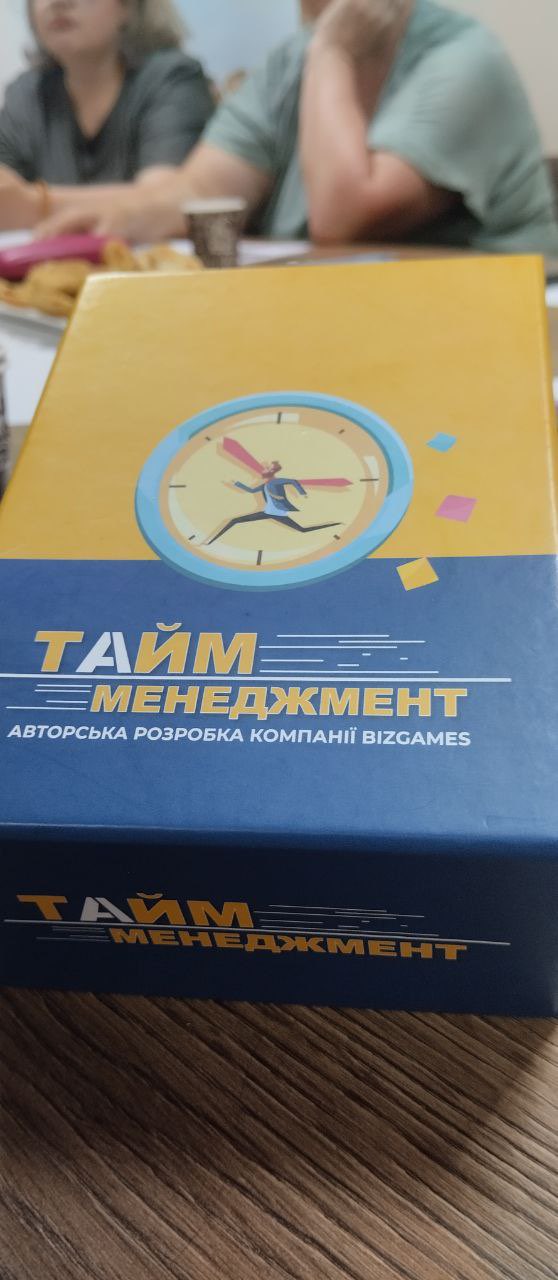 ТАЙМ
МЕНЕДЖМЕНТ
АВТОРСЬКА РОЗРОБКА КОМПАНІЇ BIZGAMES
ТАЙМ
МЕНЕДЖМЕНТ